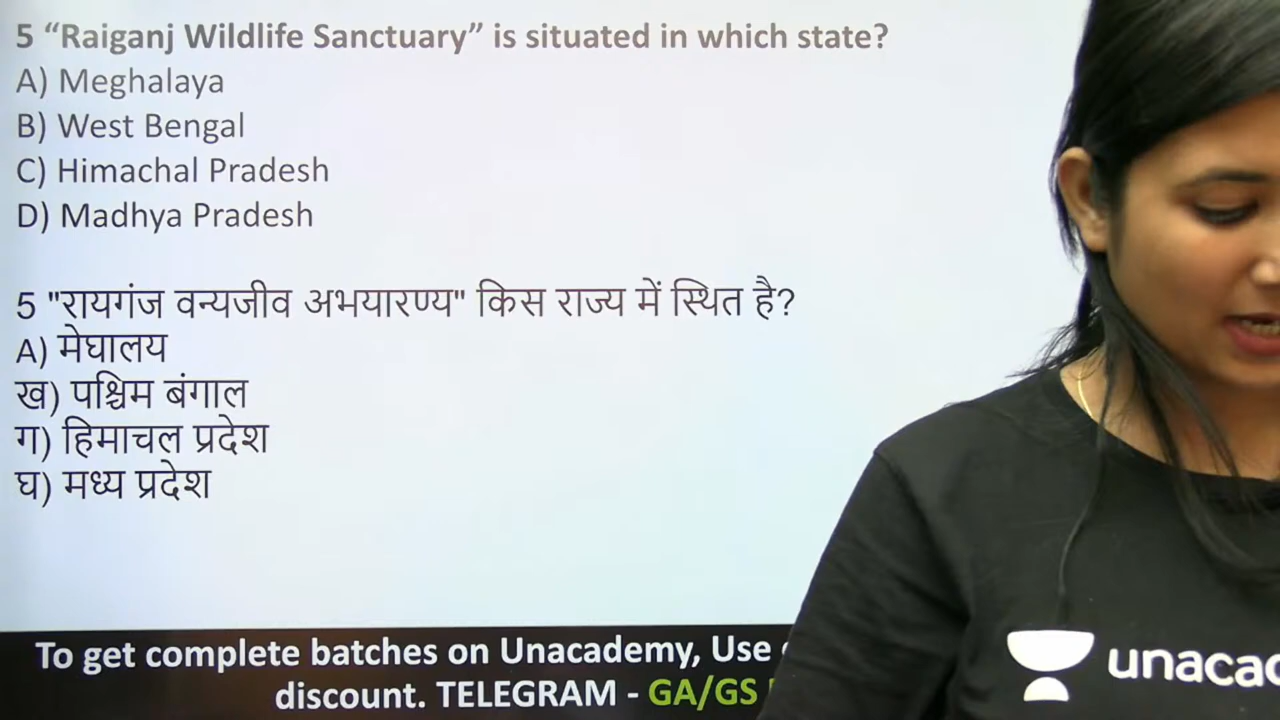 5 “Raiganj Wildlife Sanctuary” is situated in which state?
A) Meghalaya
B) West Bengal
C) Himachal Pradesh
D) Madhya Pradesh
5 "रायगंज वन्यजीव अभयारण्य" किस राज्य में स्थित है?
A) मेघालय
ख) पश्चिम बंगाल
ग) हिमाचल प्रदेश
घ) मध्य प्रदेश
To get complete batches on Unacademy, Use
discount. TELEGRAM - GA/GS
unacad